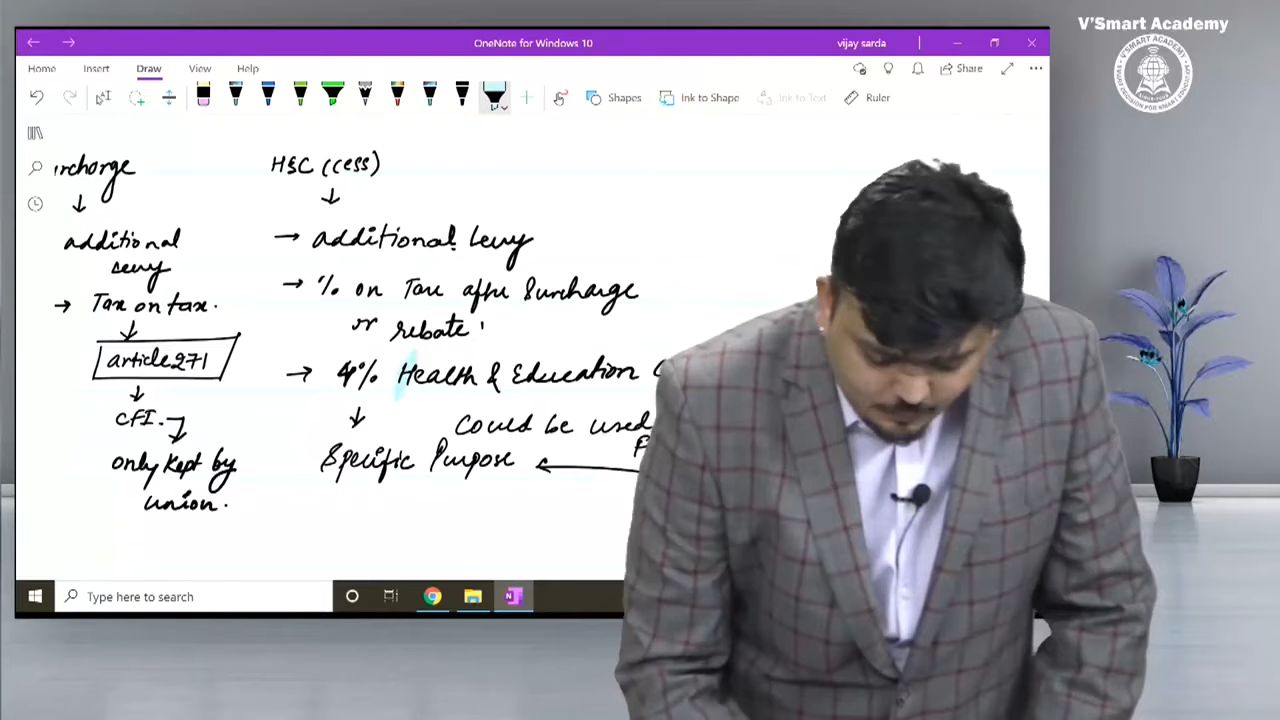 V'Smart Academy
OneNote for Windows 10
vijay sarda
Home Insert Draw View Help
Share
Shapes Ink to Shape Ink to Text Ruler
rcharge
additional
levy
→ Tax on tax.
article 271
CFI.
only kept by
union.
H&C (cess)
→ additional levy
→ % on Tax after Surcharge
or rebate
→ 4% Health & Education (
Could be used
Specific Purpose
Type here to search